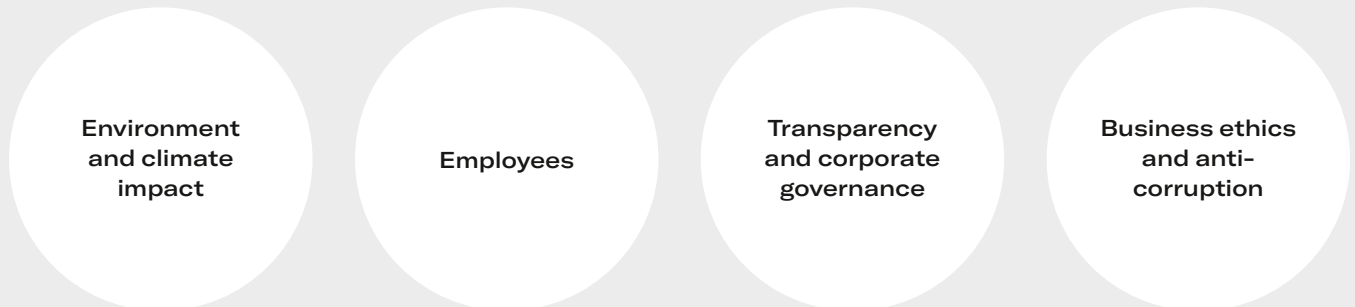 Environment
and climate
impact
Employees
Transparency
and corporate
governance
Business ethics
and anti-
corruption